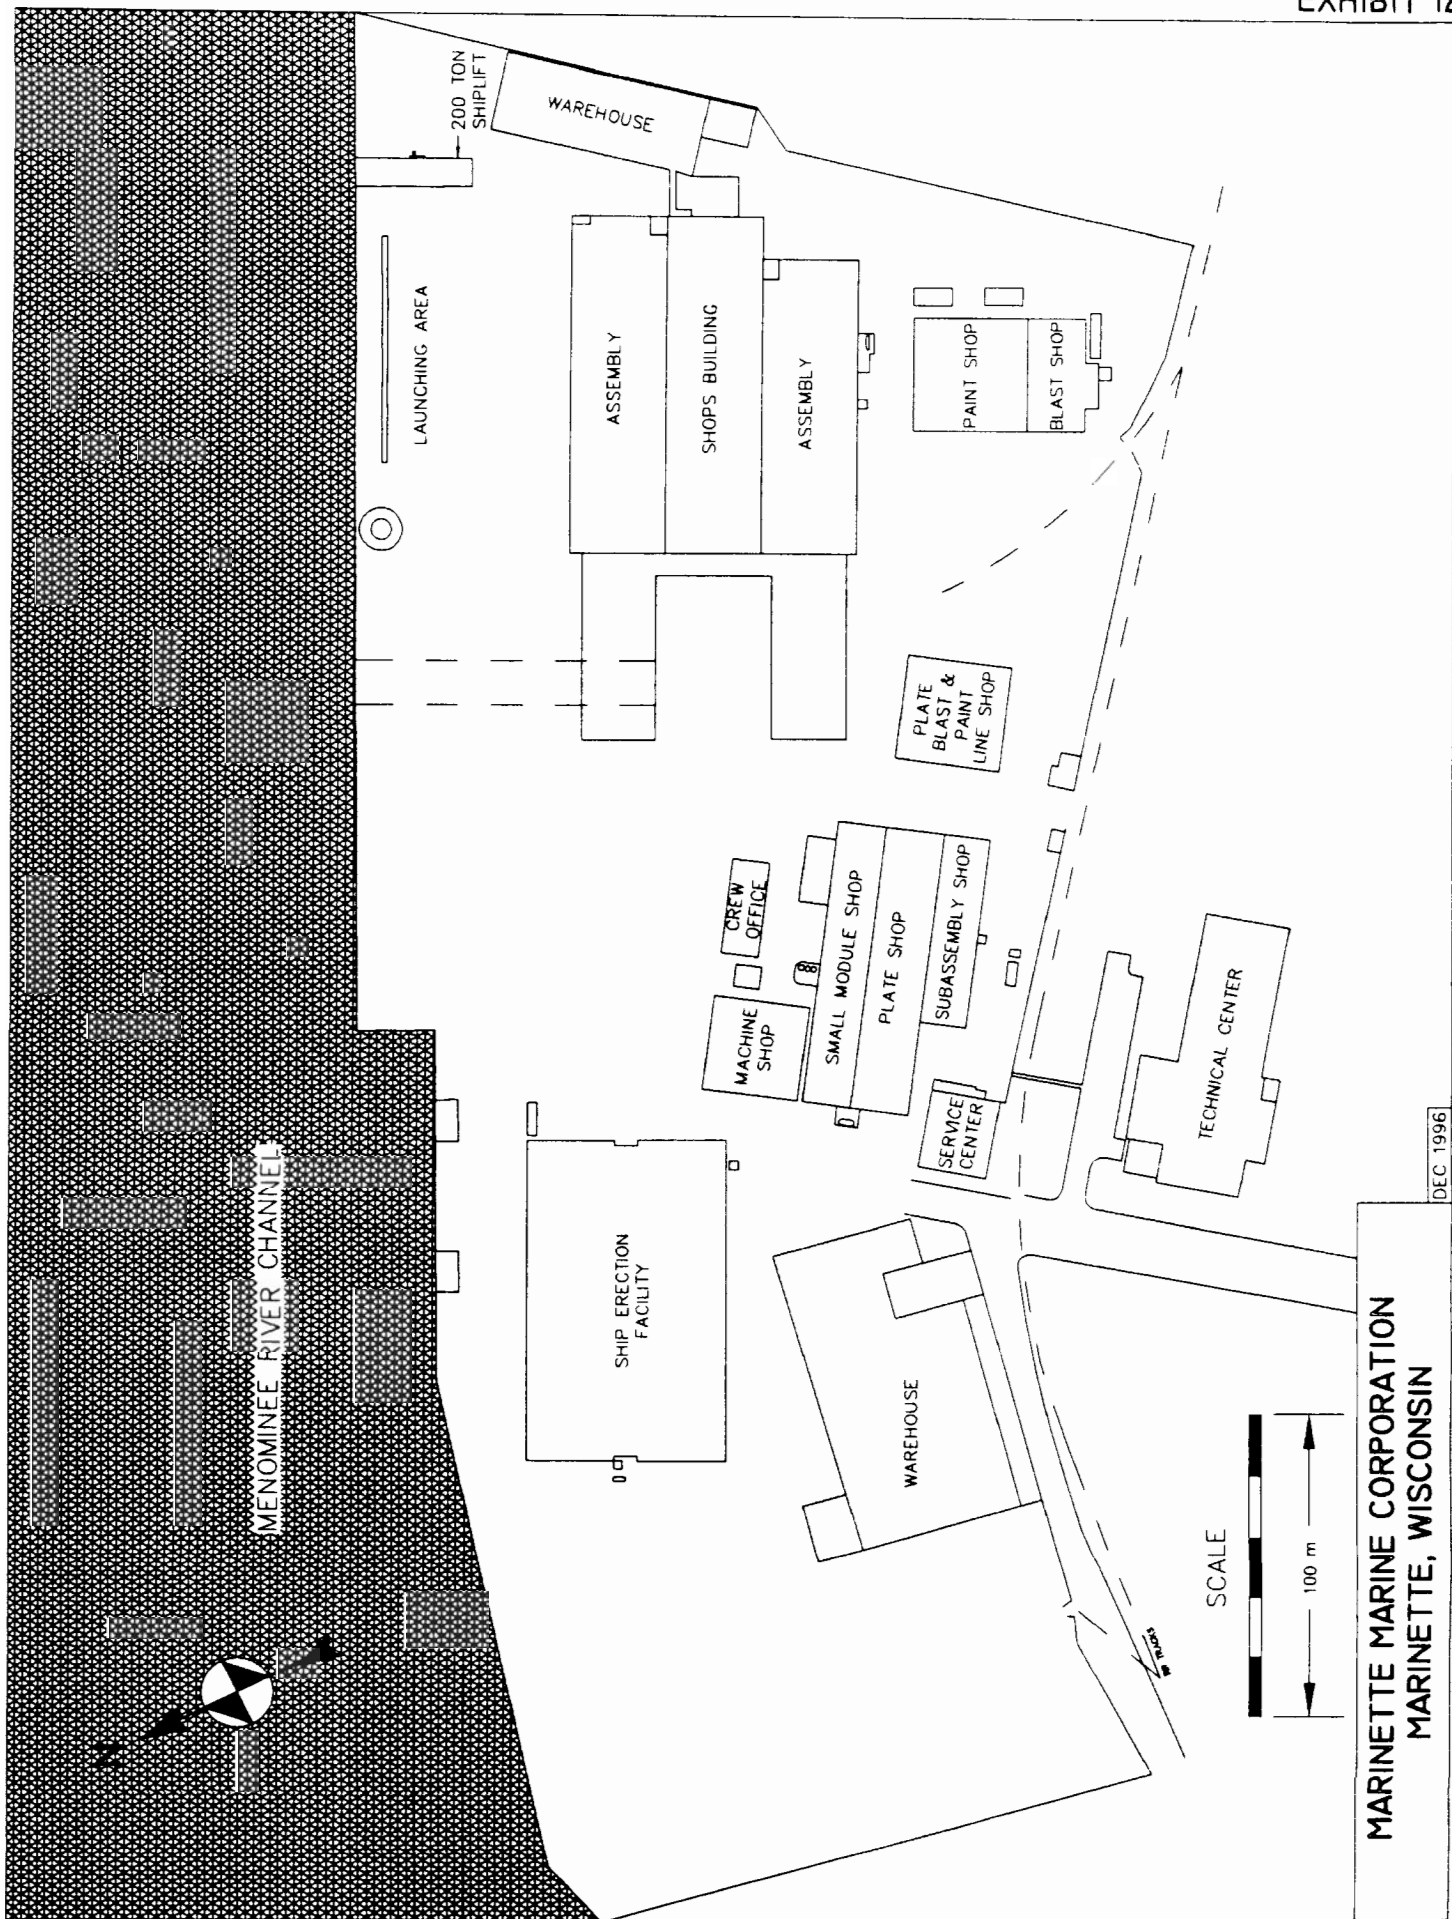 EXHIBIT 12
MENOMINEE RIVER CHANNEL
N
200 TON
SHIPLIFT
WAREHOUSE
LAUNCHING AREA
ASSEMBLY
SHOPS BUILDING
ASSEMBLY
PAINT SHOP
BLAST SHOP
PLATE
BLAST &
PAINT
LINE SHOP
CREW
OFFICE
MACHINE
SHOP
SMALL MODULE SHOP
PLATE SHOP
SUBASSEMBLY SHOP
SERVICE
CENTER
TECHNICAL CENTER
SHIP ERECTION
FACILITY
WAREHOUSE
TRACKS
SCALE
100 m
DEC 1996
MARINETTE MARINE CORPORATION
MARINETTE, WISCONSIN